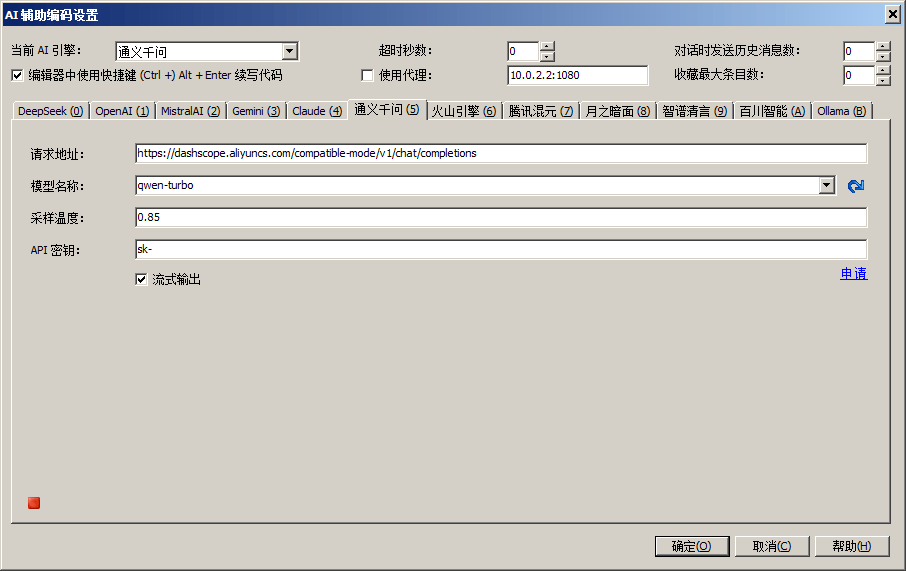 AI 辅助编码设置
当前 AI 引擎: 通义千问 超时秒数: 0 对话时发送历史消息数: 0
编辑器中使用快捷键 (Ctrl +) Alt + Enter 续写代码 使用代理: 10.0.2.2:1080 收藏最大条目数: 0
DeepSeek (0) OpenAI (1) MistralAI (2) Gemini (3) Claude (4) 通义千问 (5) 火山引擎 (6) 腾讯混元 (7) 月之暗面 (8) 智谱清言 (9) 百川智能 (A) Ollama (B)
请求地址: https://dashscope.aliyuncs.com/compatible-mode/v1/chat/completions
模型名称: qwen-turbo
采样温度: 0.85
API 密钥: sk-
流式输出 申请
确定(O) 取消(C) 帮助(H)